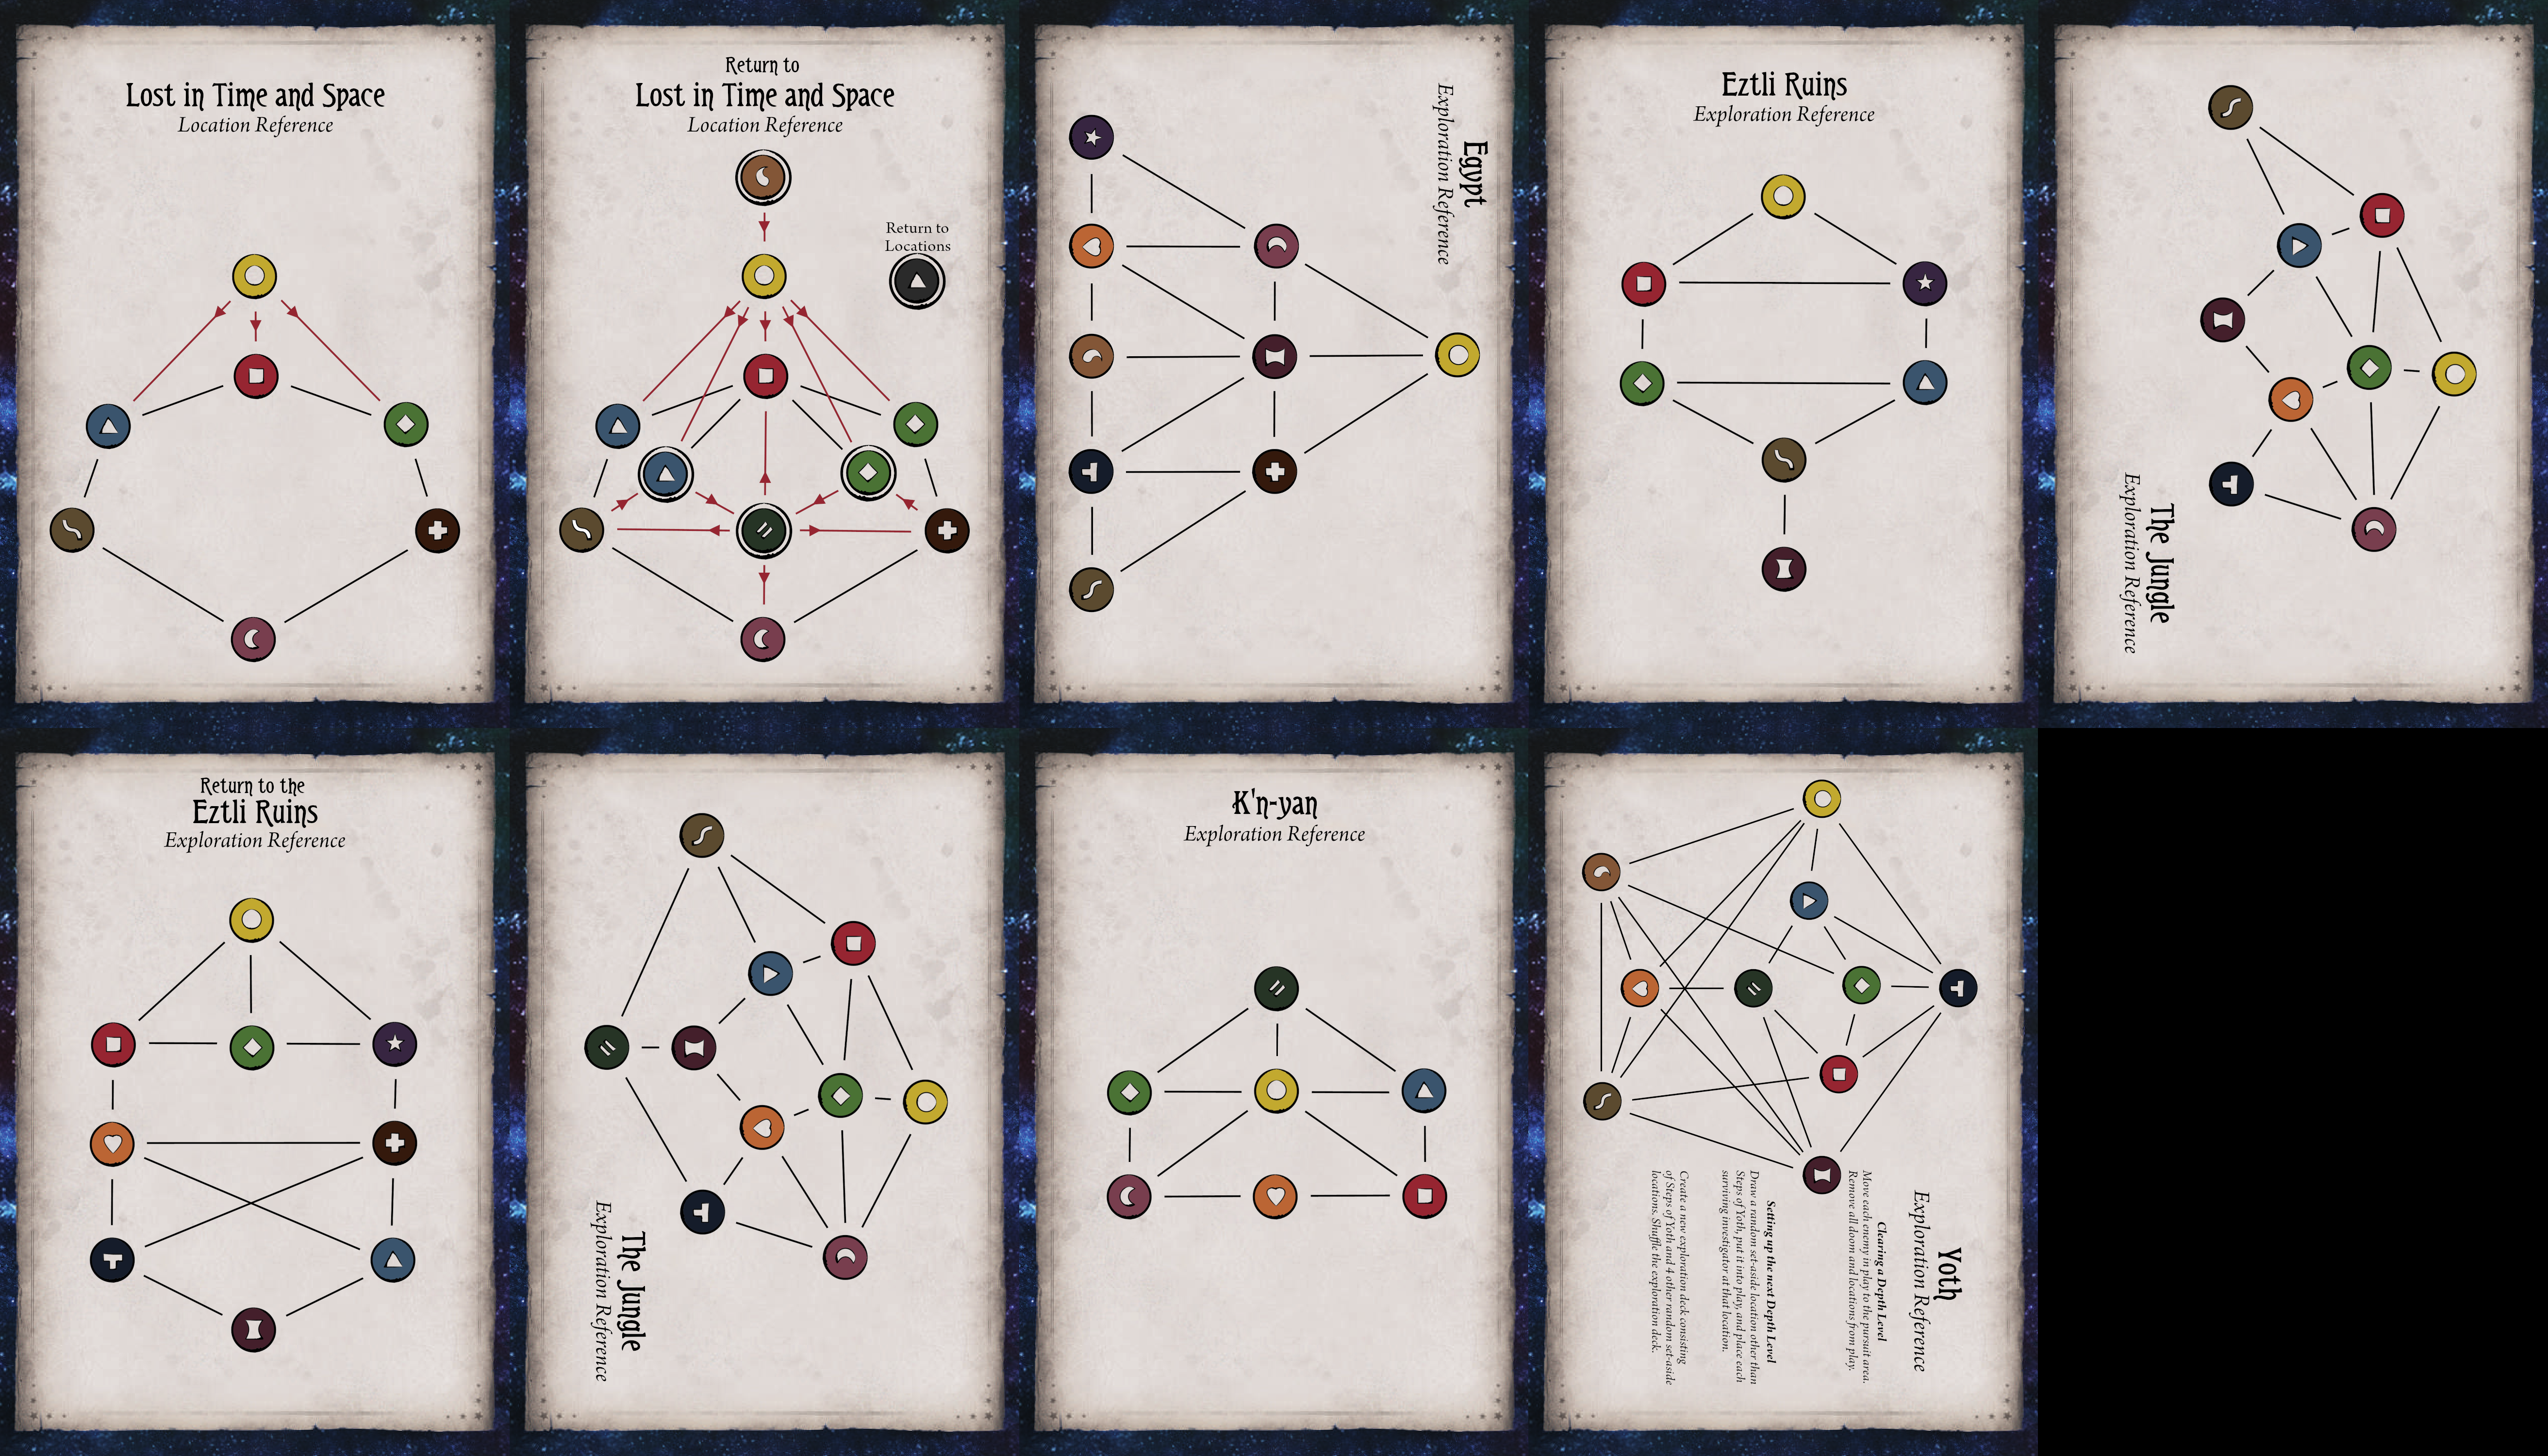 Lost in Time and Space
Location Reference
Return to
Lost in Time and Space
Location Reference
Return to
Locations
Egypt
Exploration Reference
Eztli Ruins
Exploration Reference
The Jungle
Exploration Reference
Return to the
Eztli Ruins
Exploration Reference
The Jungle
Exploration Reference
K'n-yan
Exploration Reference
Yoth
Exploration Reference
Clearing a Depth Level
Move each enemy in play to the pursuit area.
Remove all doom and locations from play.
Setting up the next Depth Level
Draw a random set-aside location other than
Steps of Yoth, put it into play, and place each
surviving investigator at that location.
Create a new exploration deck consisting
of Steps of Yoth and 4 other random set-aside
locations. Shuffle the exploration deck.